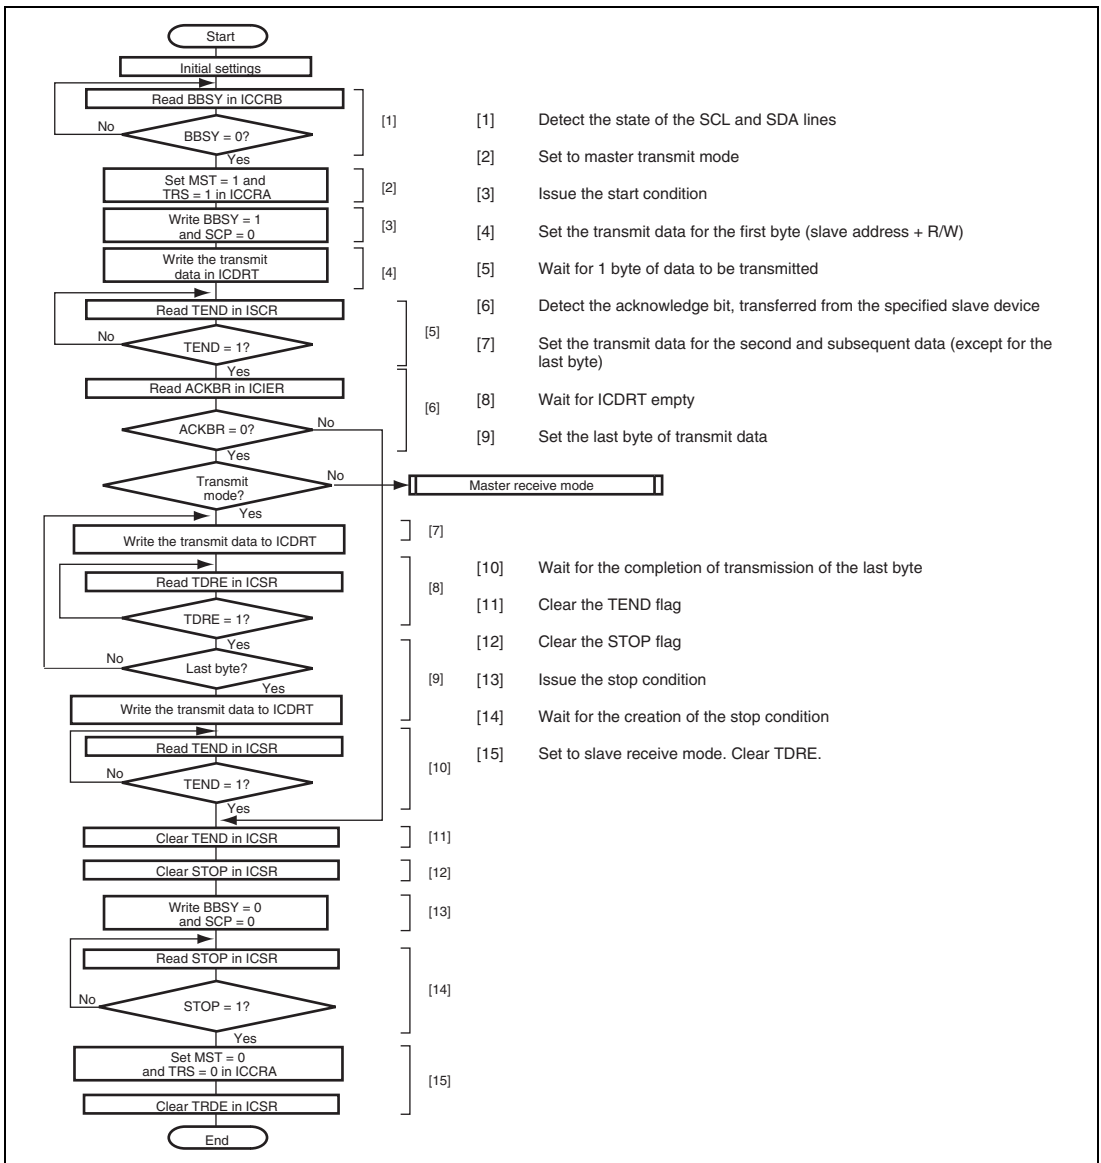 Start
Initial settings
Read BBSY in ICCRB
No
BBSY = 0?
[1]
Yes
Set MST = 1 and
TRS = 1 in ICCRA
[2]
Write BBSY = 1
and SCP = 0
[3]
Write the transmit
data in ICDRT
[4]
Read TEND in ISCR
No
TEND = 1?
[5]
Yes
Read ACKBR in ICIER
[6]
ACKBR = 0?
No
Yes
Transmit
mode?
No
Master receive mode
Yes
Write the transmit data to ICDRT
[7]
Read TDRE in ICSR
[8]
TDRE = 1?
Yes
No
Last byte?
[9]
Yes
Write the transmit data to ICDRT
Read TEND in ICSR
No
TEND = 1?
[10]
Yes
Clear TEND in ICSR
[11]
Clear STOP in ICSR
[12]
Write BBSY = 0
and SCP = 0
[13]
Read STOP in ICSR
[14]
No
STOP = 1?
Yes
Set MST = 0
and TRS = 0 in ICCRA
[15]
Clear TRDE in ICSR
End
[1] Detect the state of the SCL and SDA lines
[2] Set to master transmit mode
[3] Issue the start condition
[4] Set the transmit data for the first byte (slave address + R/W)
[5] Wait for 1 byte of data to be transmitted
[6] Detect the acknowledge bit, transferred from the specified slave device
[7] Set the transmit data for the second and subsequent data (except for the
last byte)
[8] Wait for ICDRT empty
[9] Set the last byte of transmit data
[10] Wait for the completion of transmission of the last byte
[11] Clear the TEND flag
[12] Clear the STOP flag
[13] Issue the stop condition
[14] Wait for the creation of the stop condition
[15] Set to slave receive mode. Clear TDRE.